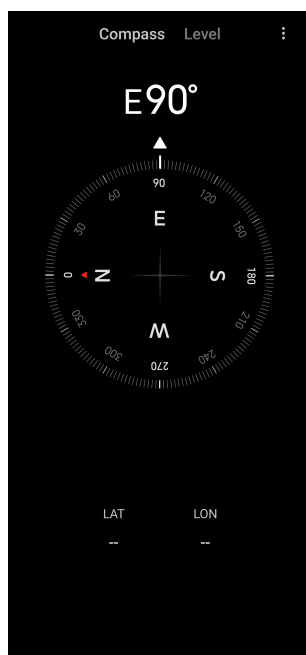 Compass Level
E90°
90
60 120
E
30 150
0 N S 180
330 210
W
300 240
270
LAT LON
-- --